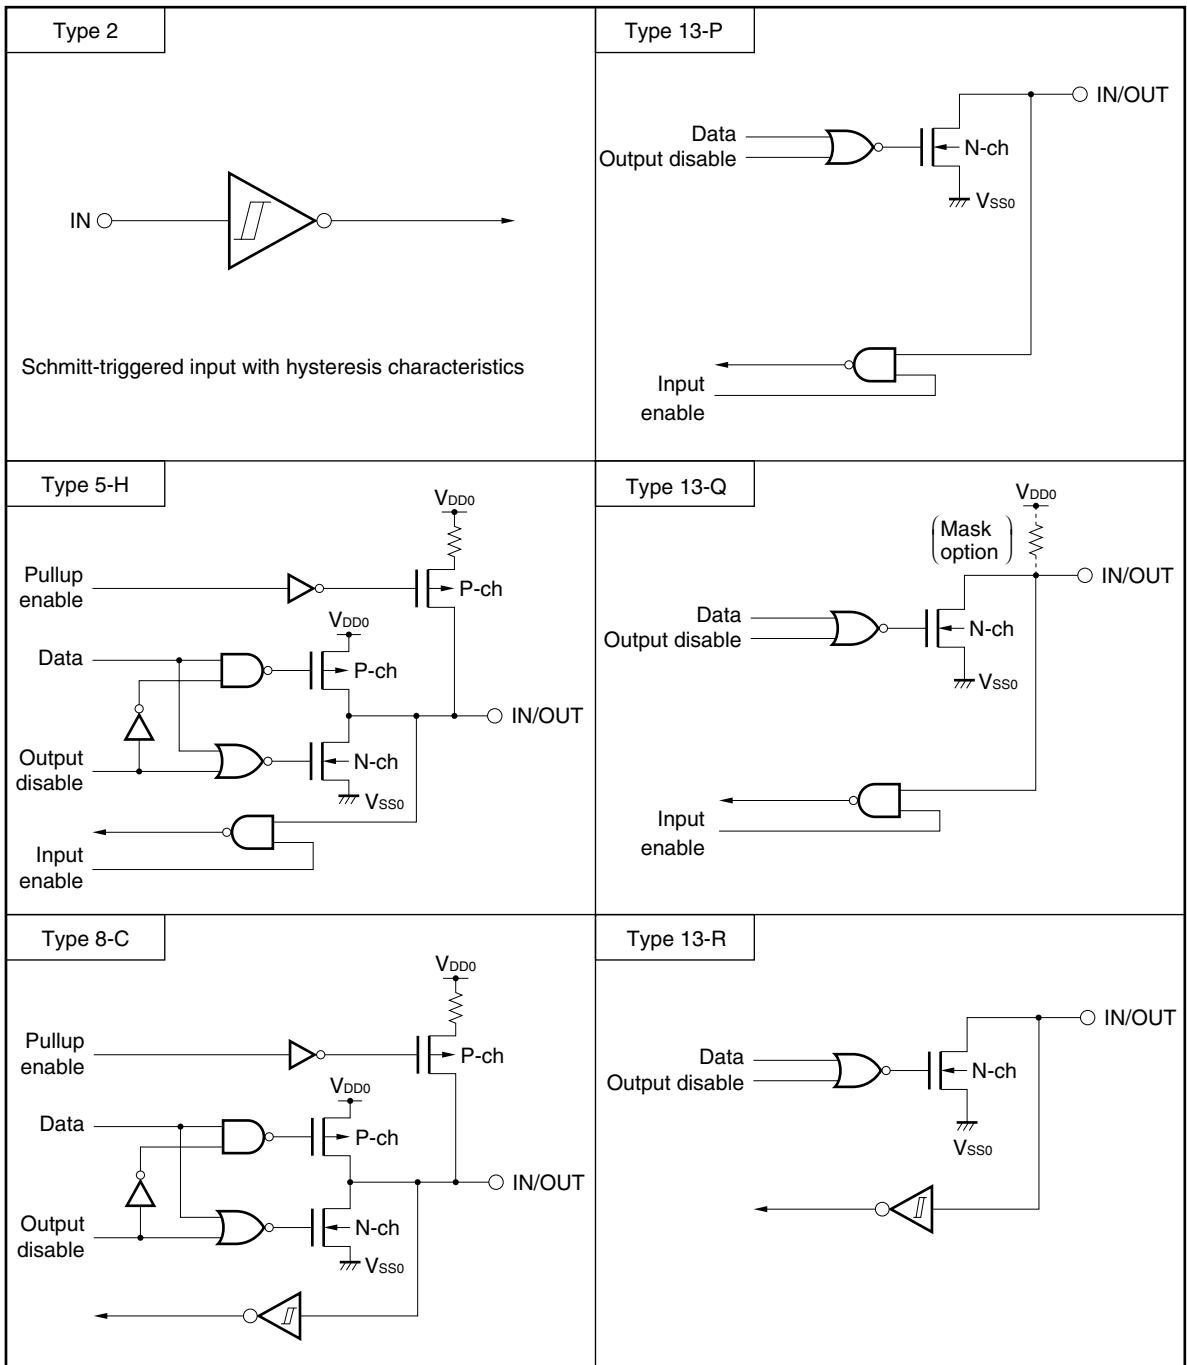 Type 2
IN
Schmitt-triggered input with hysteresis characteristics
Type 13-P
Data
Output disable
IN/OUT
N-ch
VSS0
Input
enable
Type 5-H
VDD0
Pullup
enable
P-ch
VDD0
Data
P-ch
IN/OUT
Output
disable
N-ch
VSS0
Input
enable
Type 13-Q
VDD0
(Mask
option)
IN/OUT
Data
Output disable
N-ch
VSS0
Input
enable
Type 8-C
VDD0
Pullup
enable
P-ch
VDD0
Data
P-ch
IN/OUT
Output
disable
N-ch
VSS0
Type 13-R
IN/OUT
Data
Output disable
N-ch
VSS0